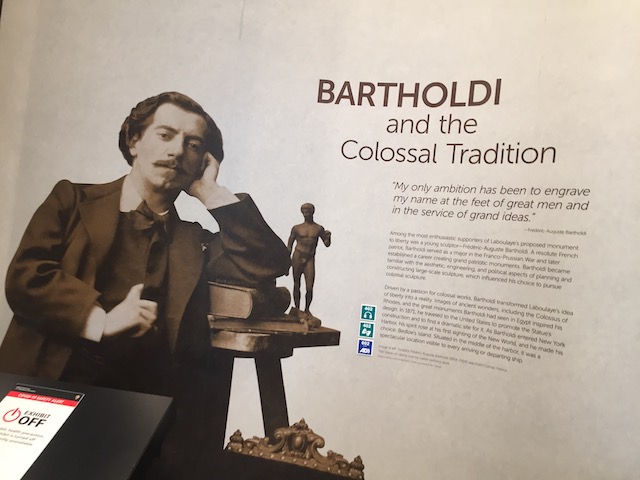 BARTHOLDI
and the
Colossal Tradition
"My only ambition has been to engrave
my name at the feet of great men and
in the service of grand ideas."
—Frédéric-Auguste Bartholdi
Among the most enthusiastic supporters of Laboulaye's proposed monument
to liberty was a young sculptor—Frédéric-Auguste Bartholdi. A resolute French
patriot, Bartholdi served as a major in the Franco-Prussian War and later
established a career creating grand patriotic monuments. Bartholdi became
familiar with the aesthetic, engineering, and political aspects of planning and
constructing large-scale sculpture, which influenced his choice to pursue
colossal sculpture.
Driven by a passion for colossal works, Bartholdi transformed Laboulaye's idea
of liberty into a reality. Images of ancient wonders, including the Colossus of
Rhodes, and the great monuments Bartholdi had seen in Egypt inspired his
design. In 1871, he traveled to the United States to promote the Statue's
construction and to find a dramatic site for it. As Bartholdi entered New York
Harbor, his spirit rose at his first sighting of the New World, and he made his
choice: Bedloe's Island. Situated in the middle of the harbor, it was a
spectacular location visible to every arriving or departing ship.
402
402
602
EXHIBIT
OFF